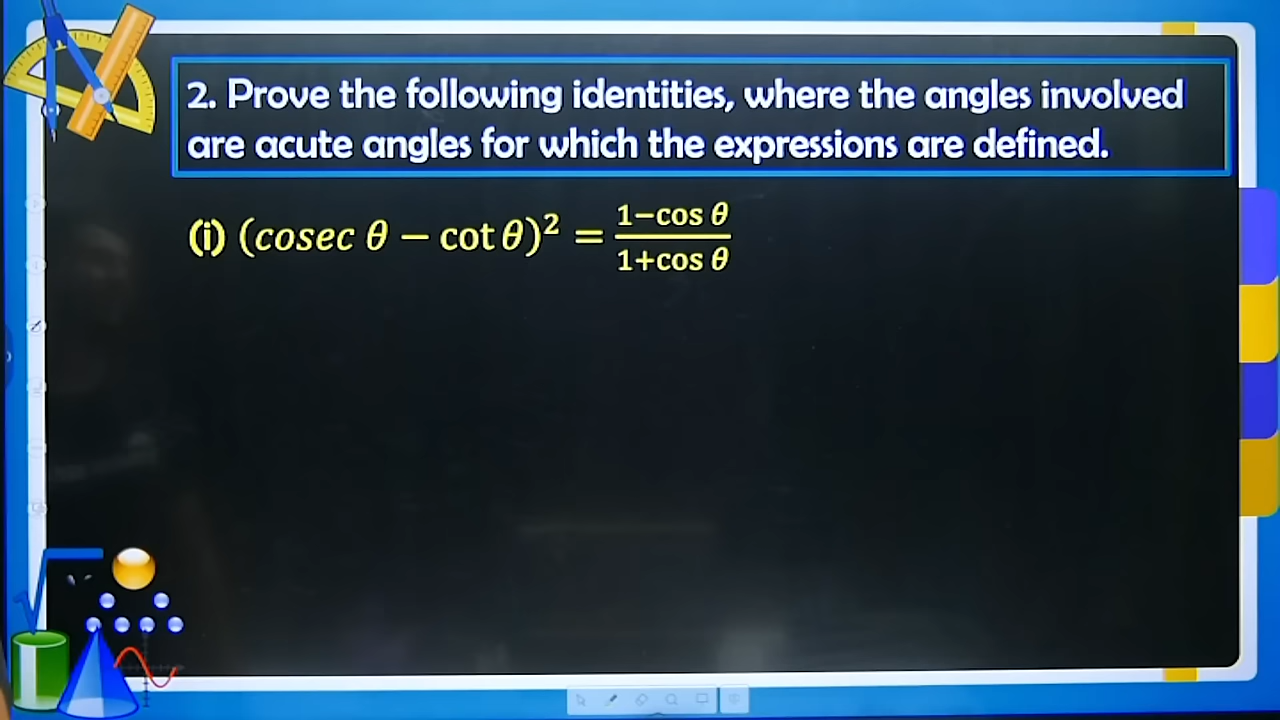 2. Prove the following identities, where the angles involved
are acute angles for which the expressions are defined.
(i) (cosec θ − cot θ)² = (1−cos θ)/(1+cos θ)